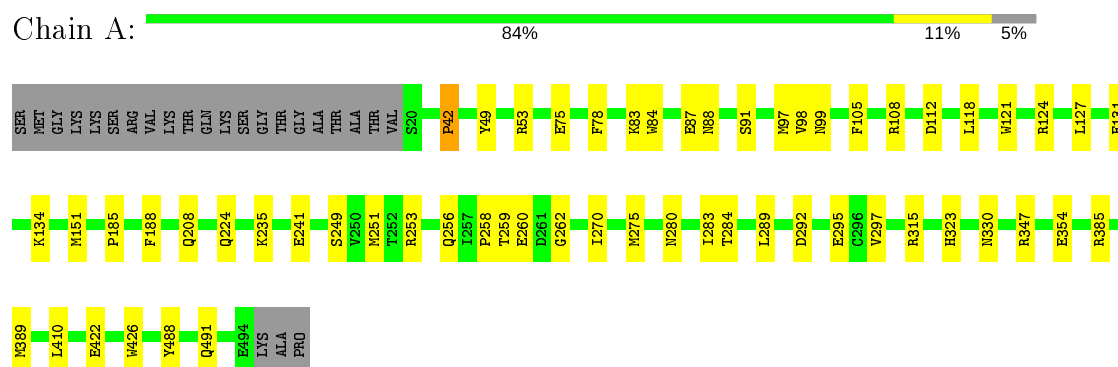 Chain A:
84% 11% 5%
SER MET GLY LYS LYS SER ARG VAL LYS THR GLN LYS SER GLY THR GLY ALA THR ALA THR VAL S20 P42 Y49 R53 E75 F78 K83 W84 E87 N88 S91 M97 V98 N99 F105 R108 D112 L118 W121 R124 L127
K134 M151 P185 F188 Q208 Q224 K235 E241 S249 V250 M251 T252 R253 Q256 I257 P258 T259 E260 D261 G262 I270 M275 N280 I283 T284 L289 D292 E295 C296 V297 R315 H323 N330 R347 E354 R385
M389 L410 E422 W426 Y488 Q491 E494 LYS ALA PRO